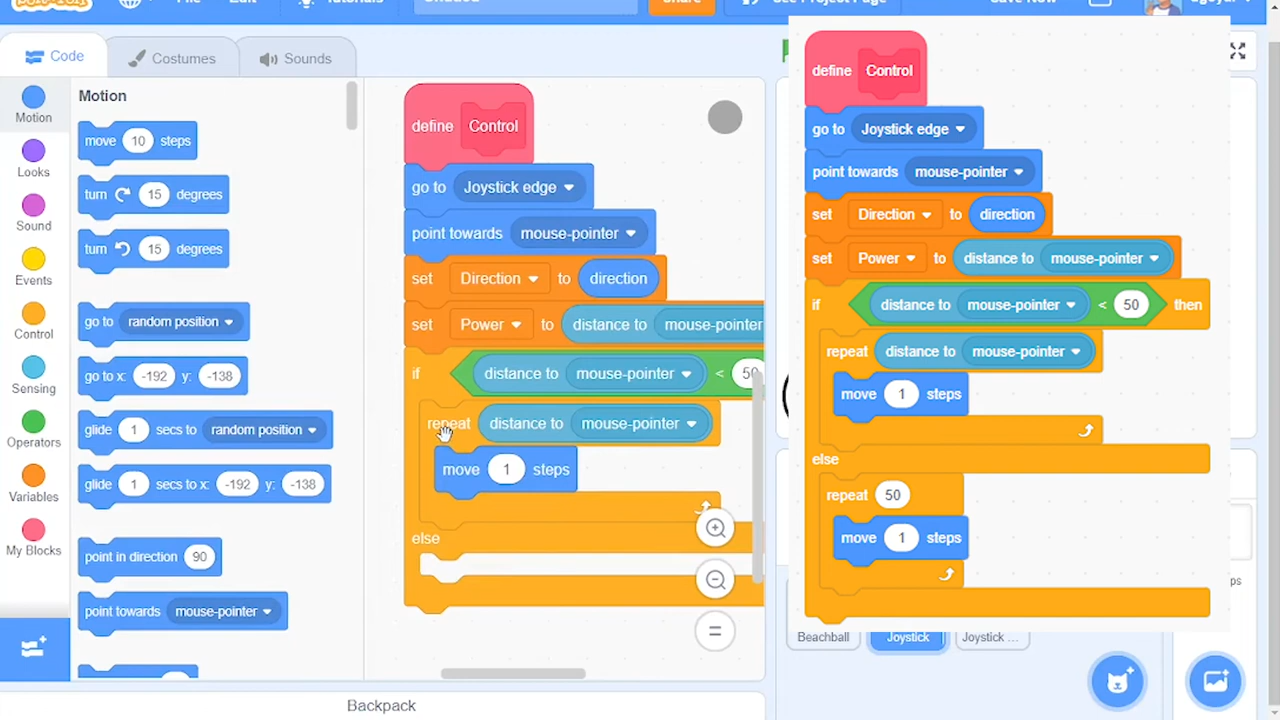 Tutorials
Share
See Project Page
Save Now
Code
Costumes
Sounds
Motion
Looks
Sound
Events
Control
Sensing
Operators
Variables
My Blocks
Motion
move 10 steps
turn 15 degrees
turn 15 degrees
go to random position
go to x: -192 y: -138
glide 1 secs to random position
glide 1 secs to x: -192 y: -138
point in direction 90
point towards mouse-pointer
define Control
go to Joystick edge
point towards mouse-pointer
set Direction to direction
set Power to distance to mouse-pointer
if distance to mouse-pointer < 50
repeat distance to mouse-pointer
move 1 steps
else
define Control
go to Joystick edge
point towards mouse-pointer
set Direction to direction
set Power to distance to mouse-pointer
if distance to mouse-pointer < 50 then
repeat distance to mouse-pointer
move 1 steps
else
repeat 50
move 1 steps
Beachball
Joystick
Joystick ...
Backpack